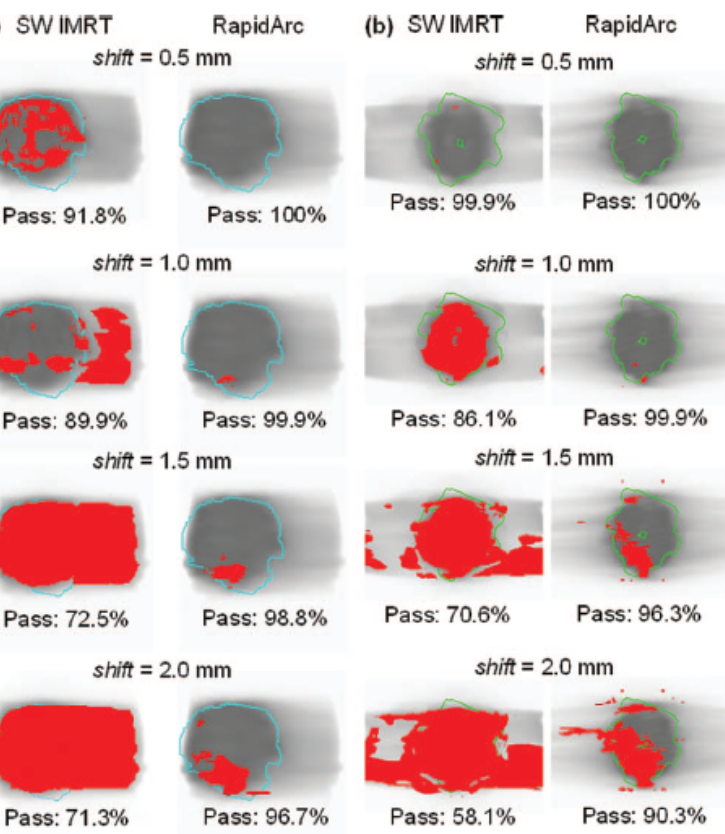 ) SW IMRT RapidArc (b) SW IMRT RapidArc
shift = 0.5 mm shift = 0.5 mm
Pass: 91.8% Pass: 100% Pass: 99.9% Pass: 100%
shift = 1.0 mm shift = 1.0 mm
Pass: 89.9% Pass: 99.9% Pass: 86.1% Pass: 99.9%
shift = 1.5 mm shift = 1.5 mm
Pass: 72.5% Pass: 98.8% Pass: 70.6% Pass: 96.3%
shift = 2.0 mm shift = 2.0 mm
Pass: 71.3% Pass: 96.7% Pass: 58.1% Pass: 90.3%